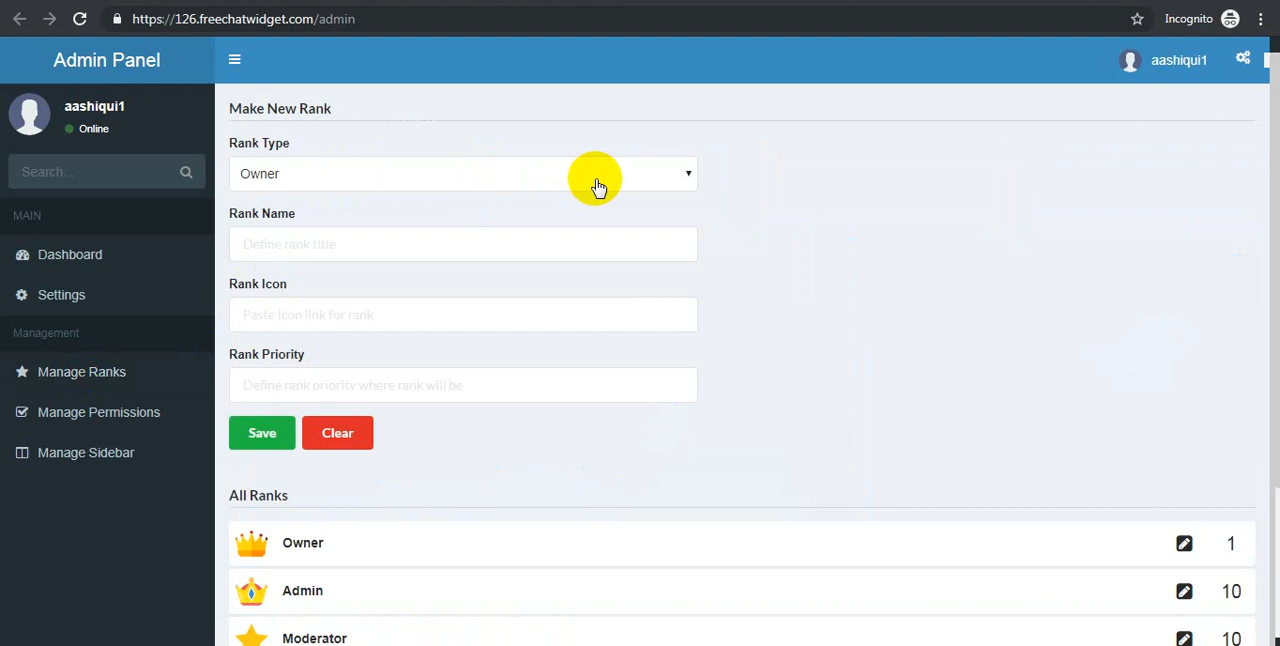 https://126.freechatwidget.com/admin
Incognito
Admin Panel
aashiqui1
aashiqui1
Online
Search...
MAIN
Dashboard
Settings
Management
Manage Ranks
Manage Permissions
Manage Sidebar
Make New Rank
Rank Type
Owner
Rank Name
Define rank title
Rank Icon
Paste Icon link for rank
Rank Priority
Define rank priority where rank will be
Save Clear
All Ranks
Owner 1
Admin 10
Moderator 10